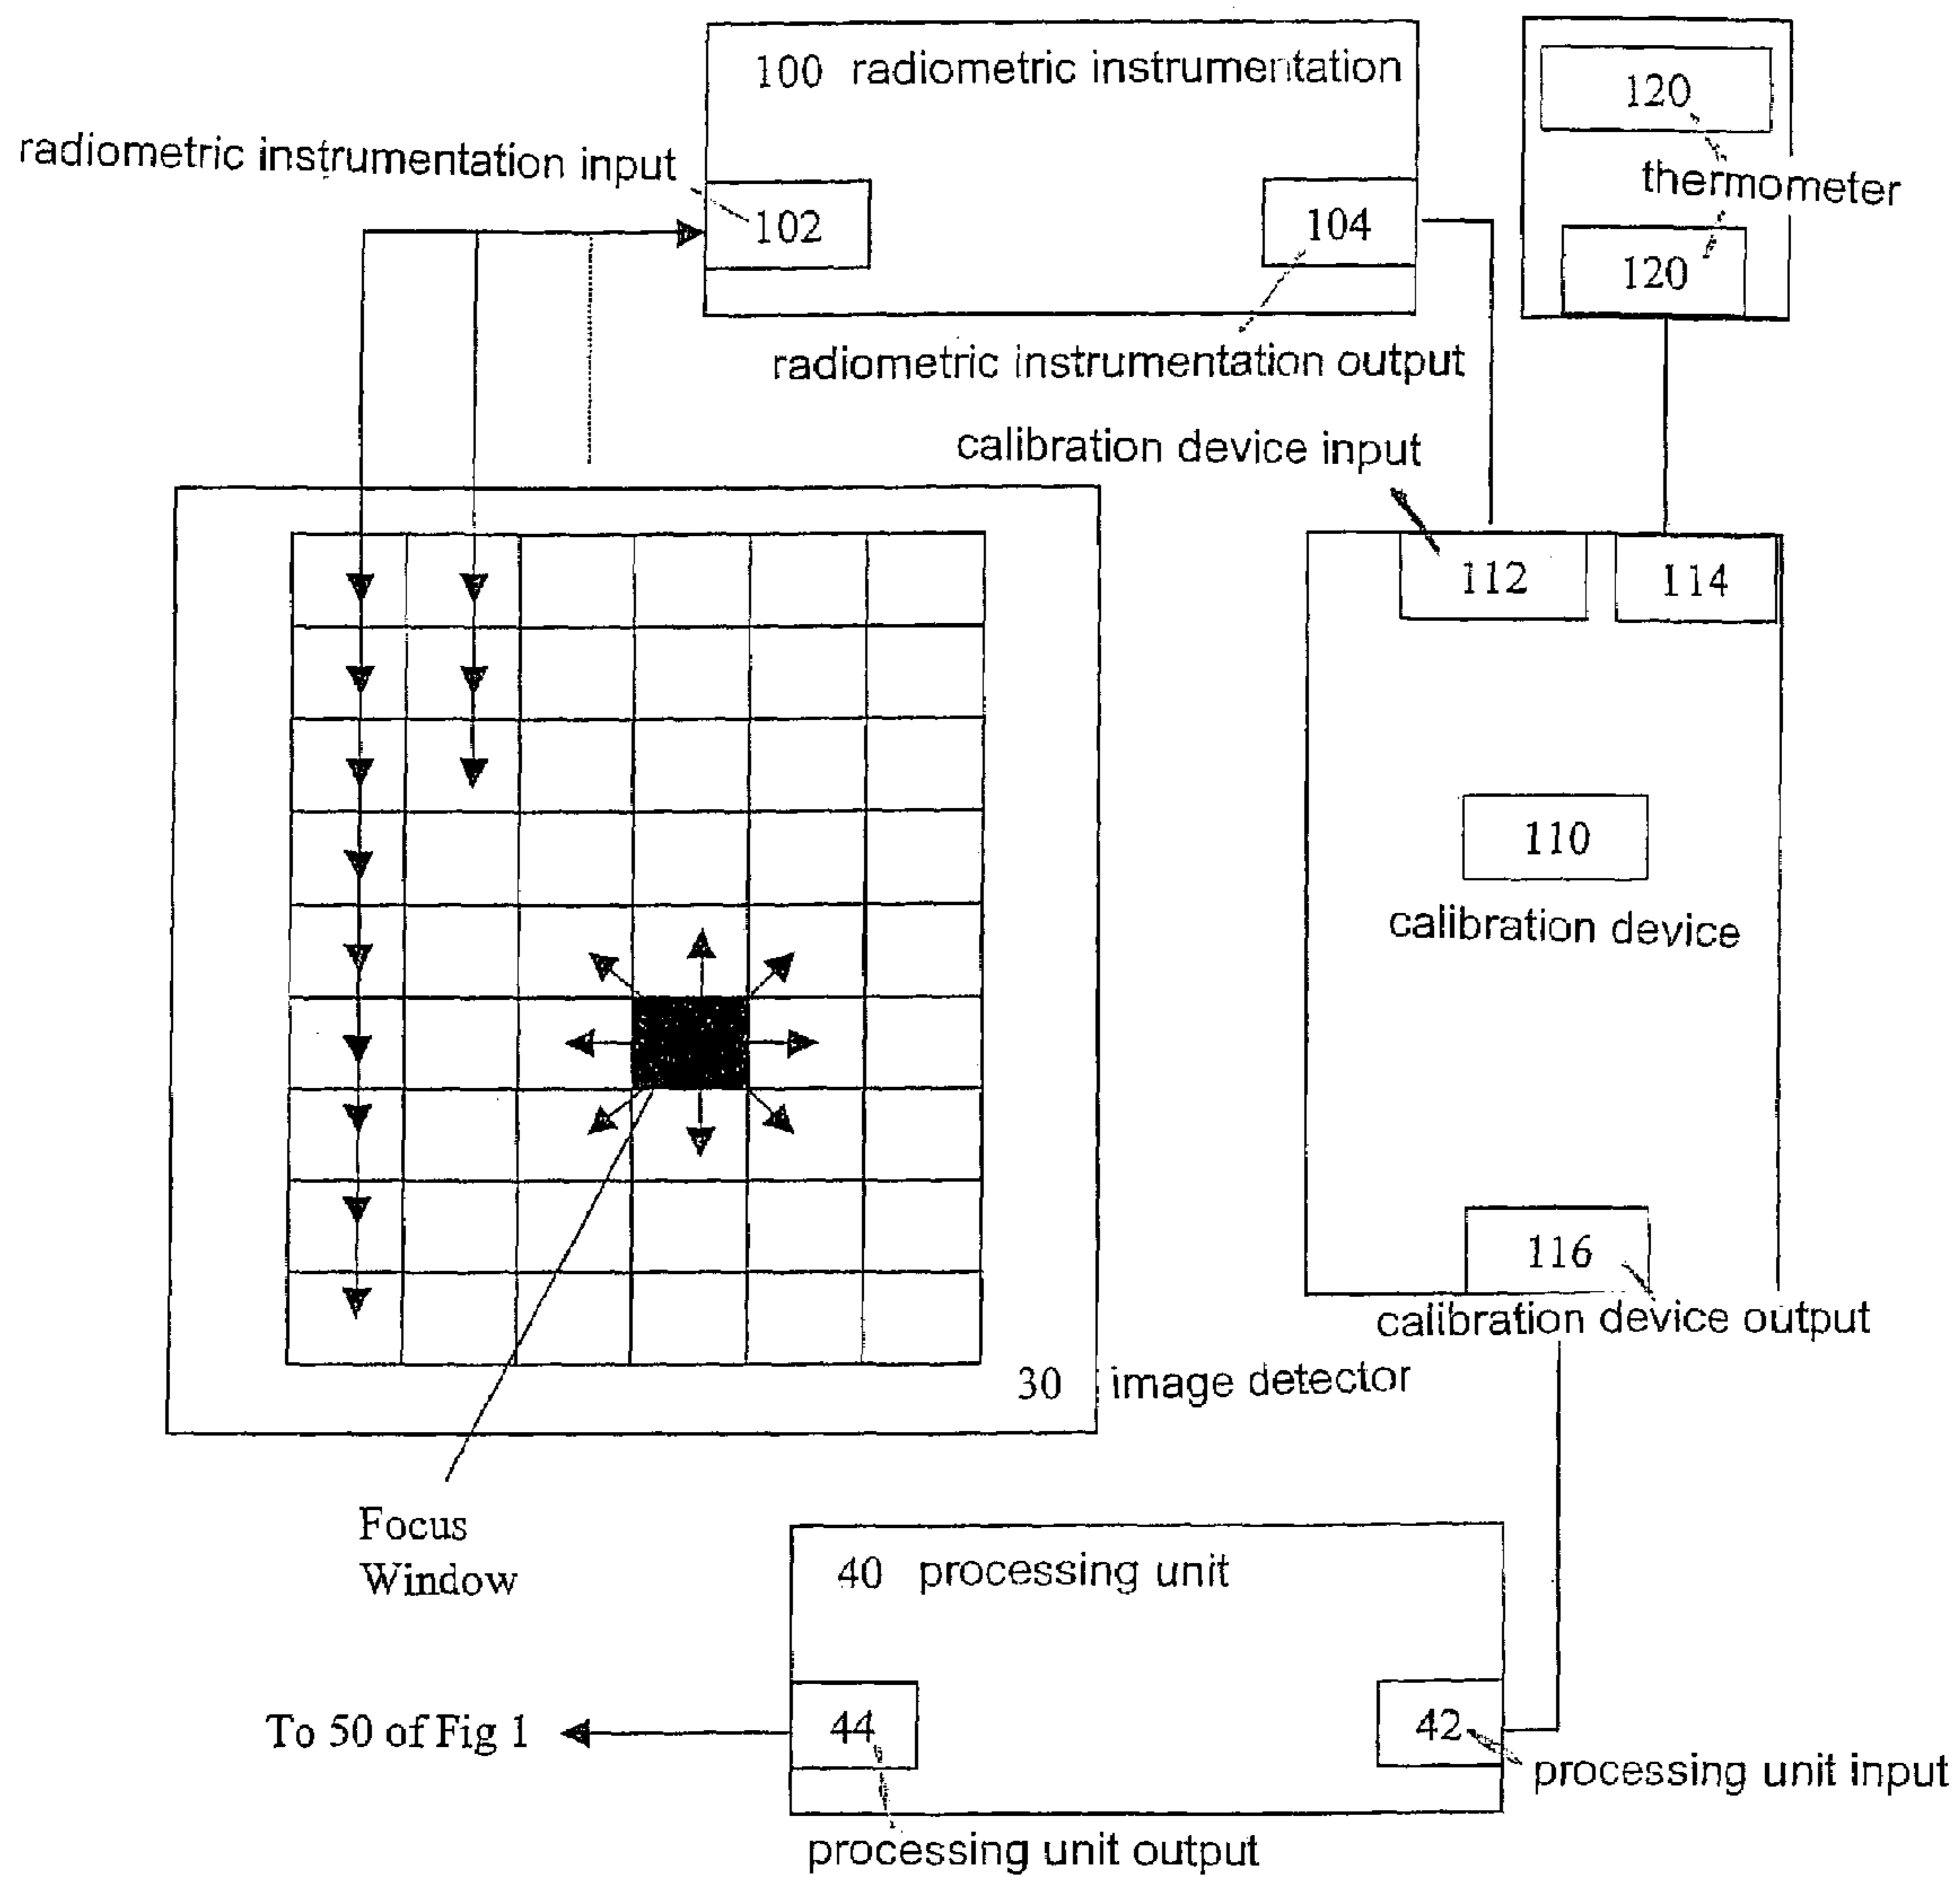 100 radiometric instrumentation
120
radiometric instrumentation input
thermometer
102
104
120
radiometric instrumentation output
calibration device input
112
114
110
calibration device
116
calibration device output
30 image detector
Focus
Window
40 processing unit
To 50 of Fig 1
44
42
processing unit input
processing unit output